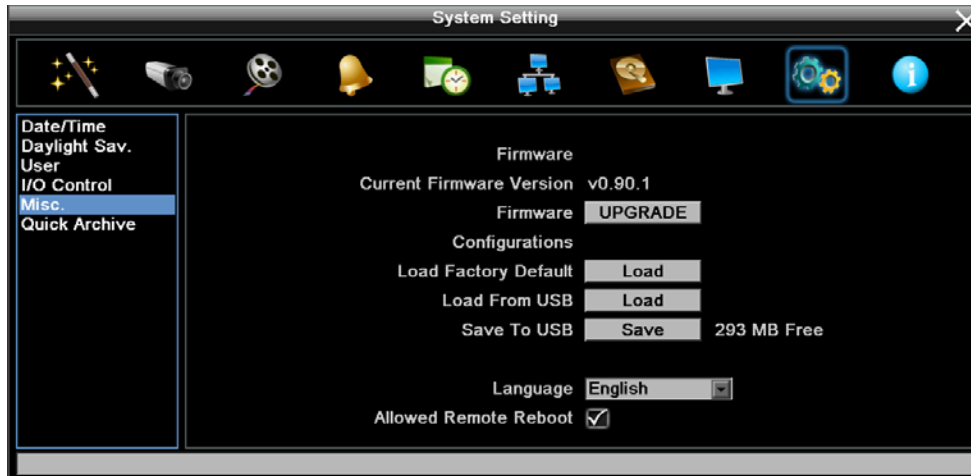 System Setting
Date/Time
Daylight Sav.
User
I/O Control
Misc.
Quick Archive
Firmware
Current Firmware Version v0.90.1
Firmware UPGRADE
Configurations
Load Factory Default Load
Load From USB Load
Save To USB Save 293 MB Free
Language English
Allowed Remote Reboot